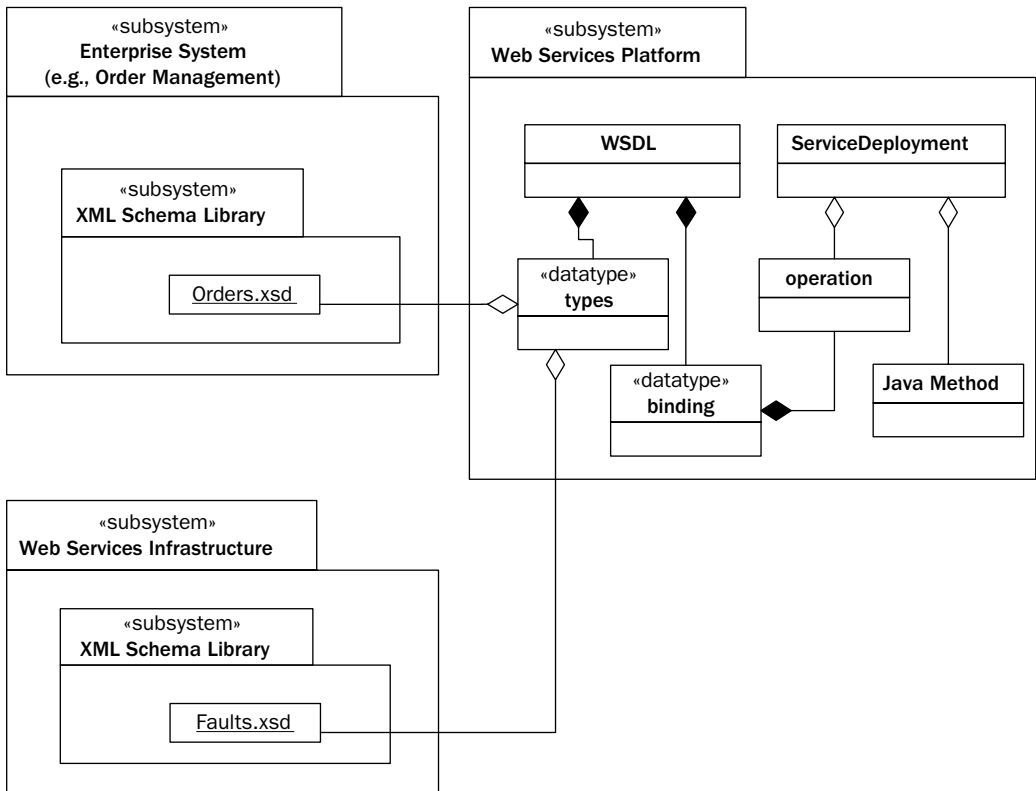 «subsystem»
Enterprise System
(e.g., Order Management)
«subsystem»
XML Schema Library
Orders.xsd
«subsystem»
Web Services Platform
WSDL
ServiceDeployment
«datatype»
types
operation
«datatype»
binding
Java Method
«subsystem»
Web Services Infrastructure
«subsystem»
XML Schema Library
Faults.xsd